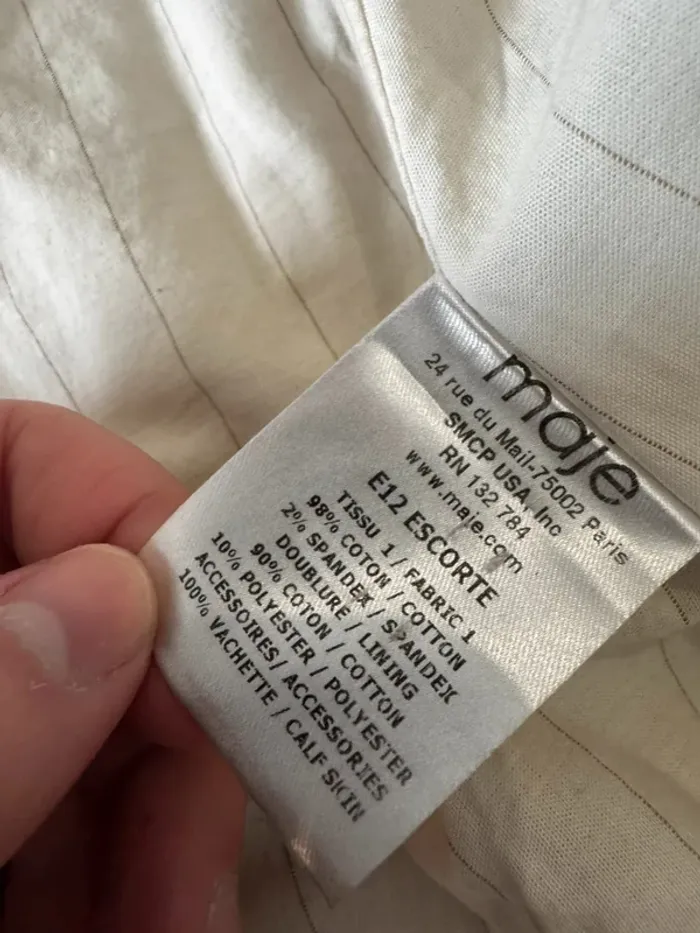 maje
24 rue du Mail-75002 Paris
SMCP USA, Inc
RN 132 784
www.maje.com
E12 ESCORTE
TISSU 1 / FABRIC 1
98% COTON / COTTON
2% SPANDEX / SPANDEX
DOUBLURE / LINING
90% COTON / COTTON
10% POLYESTER / POLYESTER
ACCESSOIRES/ ACCESSORIES
100% VACHETTE / CALF SKIN